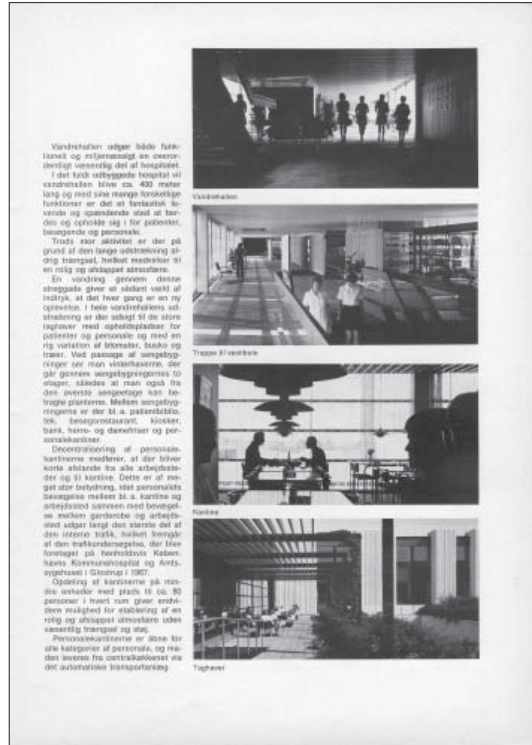 Vandrehallen udgør både funk-
tionelt og miljømæssigt en overor-
dentligt væsentlig del af hospitalet.
I det fuldt udbyggede hospital vil
vandrehallen blive ca. 400 meter
lang og med sine mange forskellige
funktioner er det et fantastisk le-
vende og spændende sted at fær-
des og opholde sig i for patienter,
besøgende og personale.
Trods stor aktivitet er der på
grund af den lange udstrækning al-
drig trængsel, hvilket medvirker til
en rolig og afslappet atmosfære.
En vandring gennem denne
strøggade giver et sådant væld af
indtryk, at det hver gang er en ny
oplevelse. I hele vandrehallens ud-
strækning er der udsigt til de store
taghaver med opholdspladser for
patienter og personale og med en
rig variation af blomster, buske og
træer. Ved passage af sengebyg-
ninger ser man vinterhaverne, der
går gennem sengebygningernes to
etager, således at man også fra
den øverste sengeetage kan be-
tragte planterne. Mellem sengebyg-
ningerne er der bl. a. patientbiblio-
tek, besøgsrestaurant, kiosker,
bank, herre- og damefrisør og per-
sonalekantiner.
Decentralisering af personale-
kantinerne medfører, at der bliver
korte afstande fra alle arbejdsste-
der og til kantine. Dette er af me-
get stor betydning, idet personalets
bevægelse mellem bl. a. kantine og
arbejdssted sammen med bevægel-
se mellem garderobe og arbejds-
sted udgør langt den største del af
den interne trafik, hvilket fremgår
af den trafikundersøgelse, der blev
foretaget på henholdsvis Køben-
havns Kommunehospital og Amts-
sygehuset i Glostrup i 1967.
Opdeling af kantinerne på min-
dre enheder med plads til ca. 80
personer i hvert rum giver endvi-
dere mulighed for etablering af en
rolig og afslappet atmosfære uden
væsentlig trængsel og støj.
Personalekantinerne er åbne for
alle kategorier af personale, og ma-
den leveres fra centralkøkkenet via
det automatiske transportanlæg.
Vandrehallen
Trappe til vestibule
Kantine
Taghaver